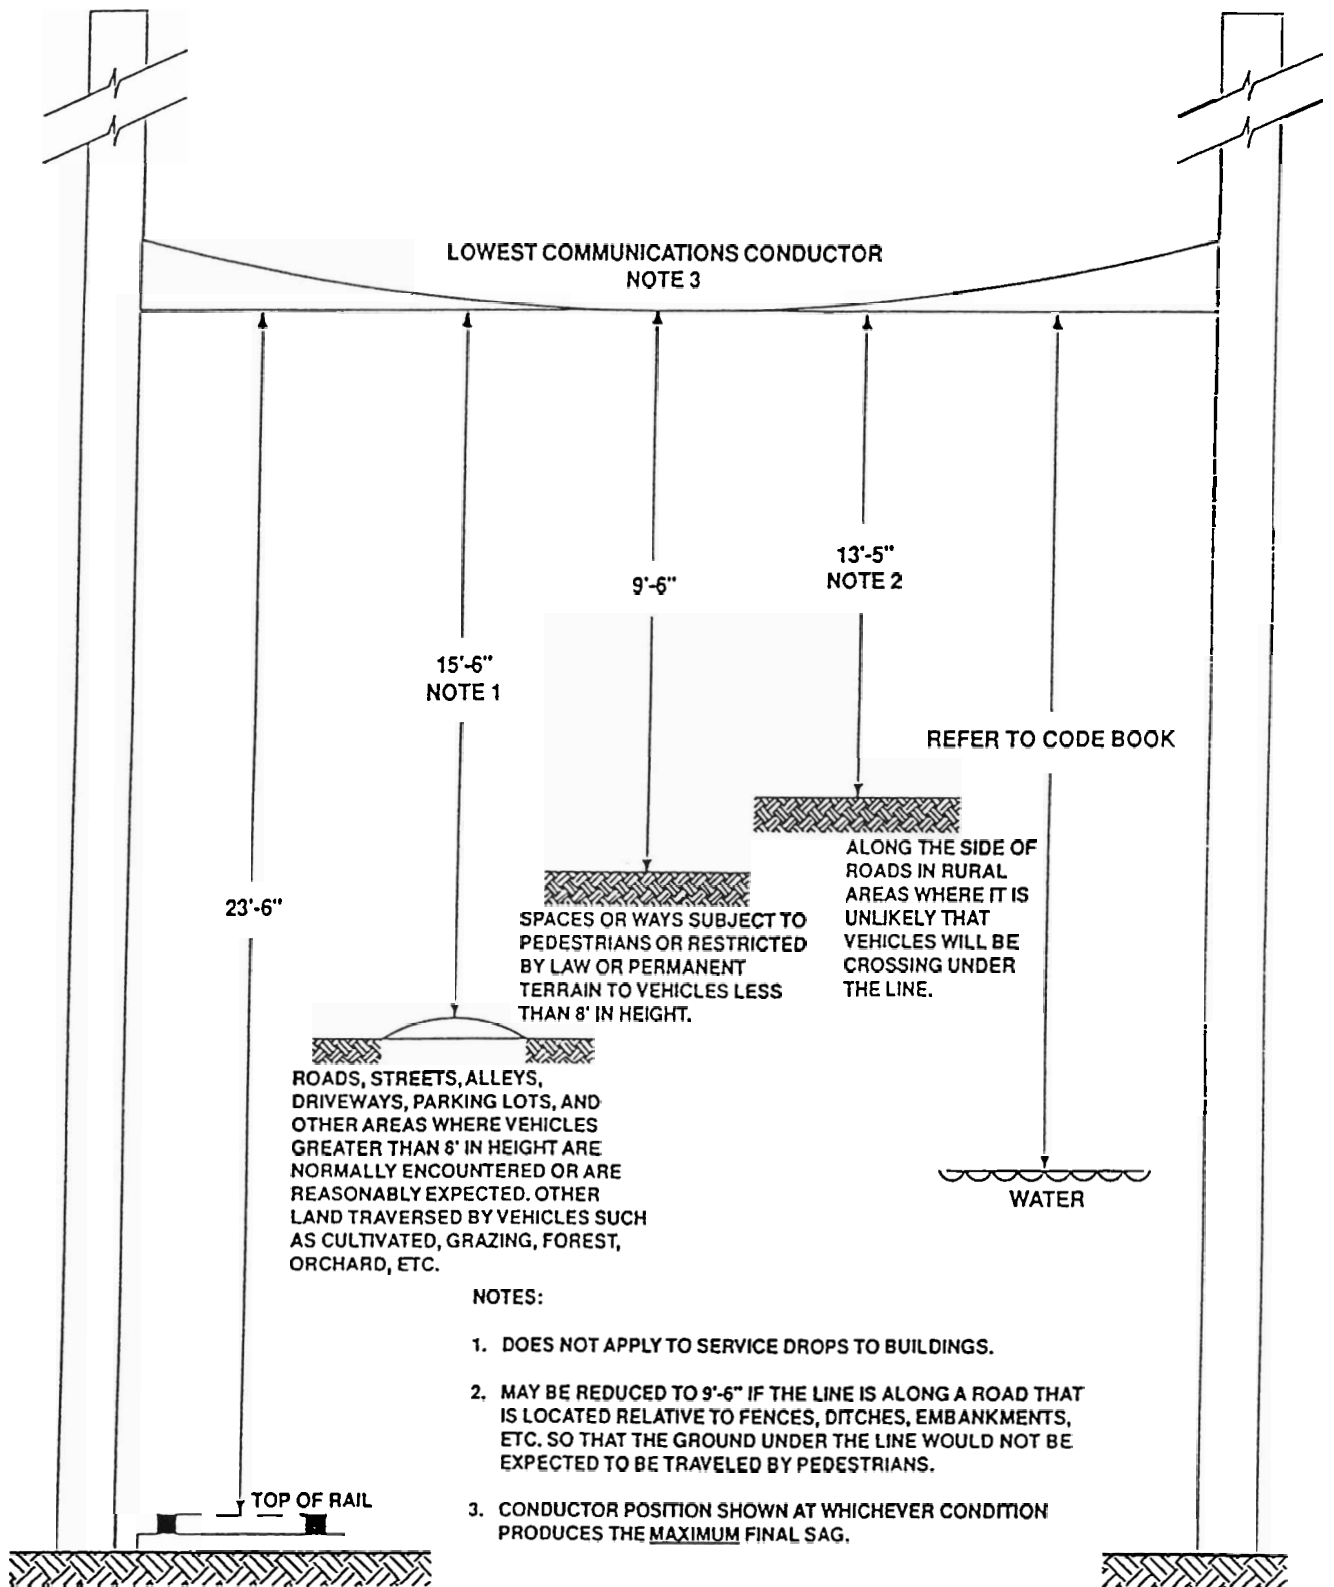 LOWEST COMMUNICATIONS CONDUCTOR
NOTE 3
13'-5"
NOTE 2
9'-6"
15'-6"
NOTE 1
REFER TO CODE BOOK
23'-6"
ALONG THE SIDE OF
ROADS IN RURAL
AREAS WHERE IT IS
UNLIKELY THAT
VEHICLES WILL BE
CROSSING UNDER
THE LINE.
SPACES OR WAYS SUBJECT TO
PEDESTRIANS OR RESTRICTED
BY LAW OR PERMANENT
TERRAIN TO VEHICLES LESS
THAN 8' IN HEIGHT.
ROADS, STREETS, ALLEYS,
DRIVEWAYS, PARKING LOTS, AND
OTHER AREAS WHERE VEHICLES
GREATER THAN 8' IN HEIGHT ARE
NORMALLY ENCOUNTERED OR ARE
REASONABLY EXPECTED. OTHER
LAND TRAVERSED BY VEHICLES SUCH
AS CULTIVATED, GRAZING, FOREST,
ORCHARD, ETC.
WATER
NOTES:
1. DOES NOT APPLY TO SERVICE DROPS TO BUILDINGS.
2. MAY BE REDUCED TO 9'-6" IF THE LINE IS ALONG A ROAD THAT
IS LOCATED RELATIVE TO FENCES, DITCHES, EMBANKMENTS,
ETC. SO THAT THE GROUND UNDER THE LINE WOULD NOT BE
EXPECTED TO BE TRAVELED BY PEDESTRIANS.
3. CONDUCTOR POSITION SHOWN AT WHICHEVER CONDITION
PRODUCES THE MAXIMUM FINAL SAG.
TOP OF RAIL